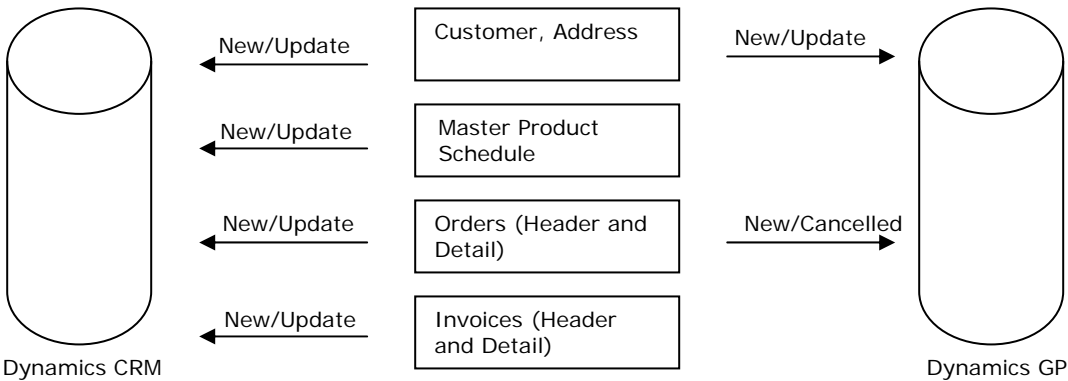 New/Update
Customer, Address
New/Update
New/Update
Master Product
Schedule
New/Update
Orders (Header and
Detail)
New/Cancelled
New/Update
Invoices (Header
and Detail)
Dynamics CRM
Dynamics GP